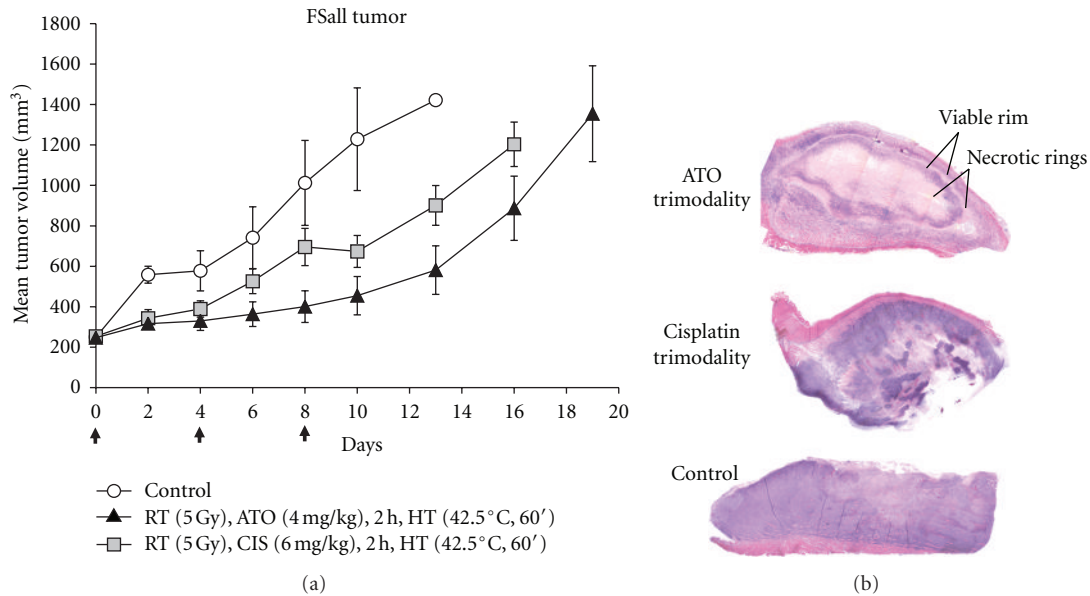 FSall tumor
Mean tumor volume (mm³)
1800
1600
1400
1200
1000
800
600
400
200
0
0 2 4 6 8 10 12 14 16 18 20
Days
Control
RT (5 Gy), ATO (4 mg/kg), 2 h, HT (42.5°C, 60′)
RT (5 Gy), CIS (6 mg/kg), 2 h, HT (42.5°C, 60′)
(a)
Viable rim
Necrotic rings
ATO
trimodality
Cisplatin
trimodality
Control
(b)